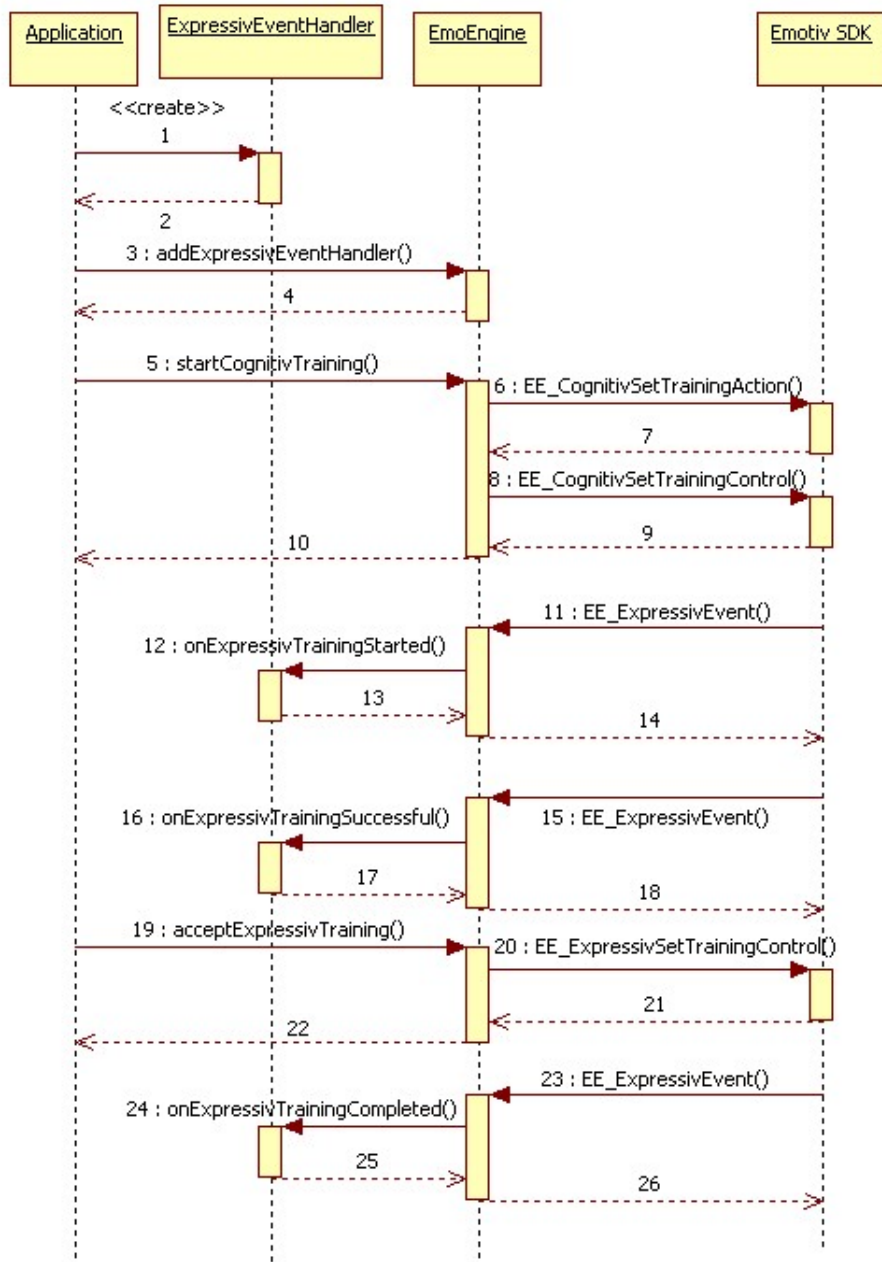 Application
ExpressivEventHandler
EmoEngine
Emotiv SDK
<<create>>
1
2
3 : addExpressivEventHandler()
4
5 : startCognitivTraining()
6 : EE_CognitivSetTrainingAction()
7
8 : EE_CognitivSetTrainingControl()
9
10
11 : EE_ExpressivEvent()
12 : onExpressivTrainingStarted()
13
14
15 : EE_ExpressivEvent()
16 : onExpressivTrainingSuccessful()
17
18
19 : acceptExpressivTraining()
20 : EE_ExpressivSetTrainingControl()
21
22
23 : EE_ExpressivEvent()
24 : onExpressivTrainingCompleted()
25
26